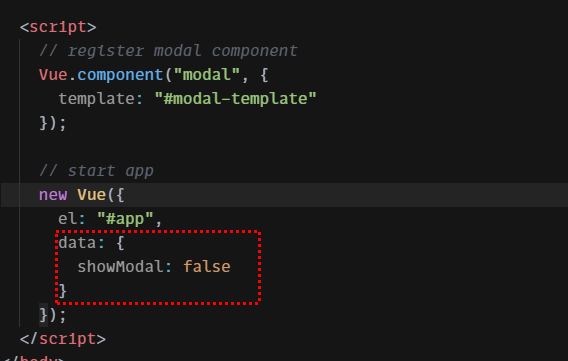 <script>
// register modal component
Vue.component("modal", {
template: "#modal-template"
});
// start app
new Vue({
el: "#app",
data: {
showModal: false
}
});
</script>
</body>